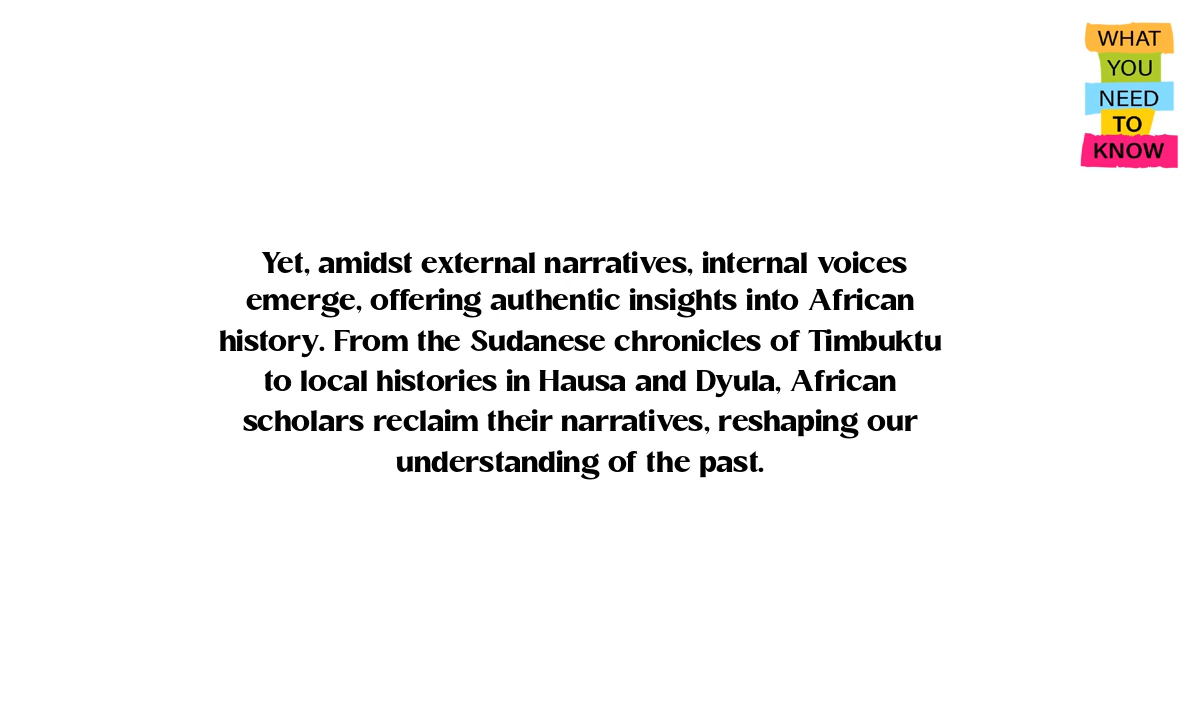 WHAT
YOU
NEED
TO
KNOW
Yet, amidst external narratives, internal voices
emerge, offering authentic insights into African
history. From the Sudanese chronicles of Timbuktu
to local histories in Hausa and Dyula, African
scholars reclaim their narratives, reshaping our
understanding of the past.